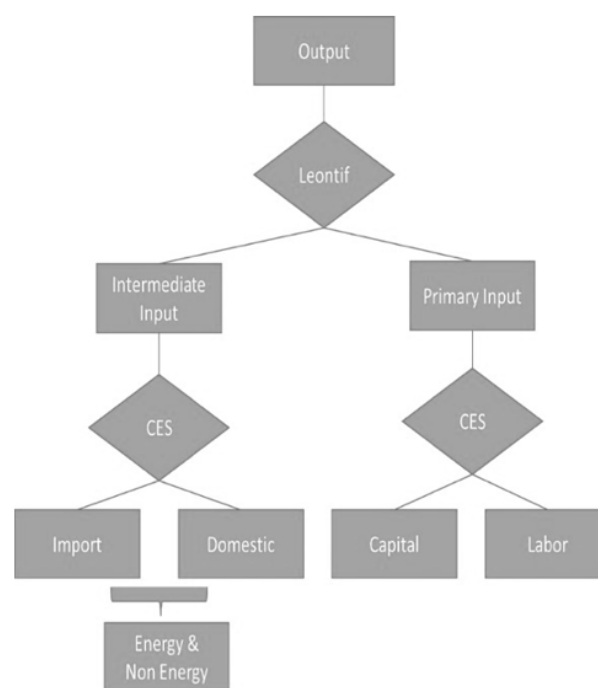 Output
Leontif
Intermediate
Input
Primary Input
CES
CES
Import
Domestic
Capital
Labor
Energy &
Non Energy